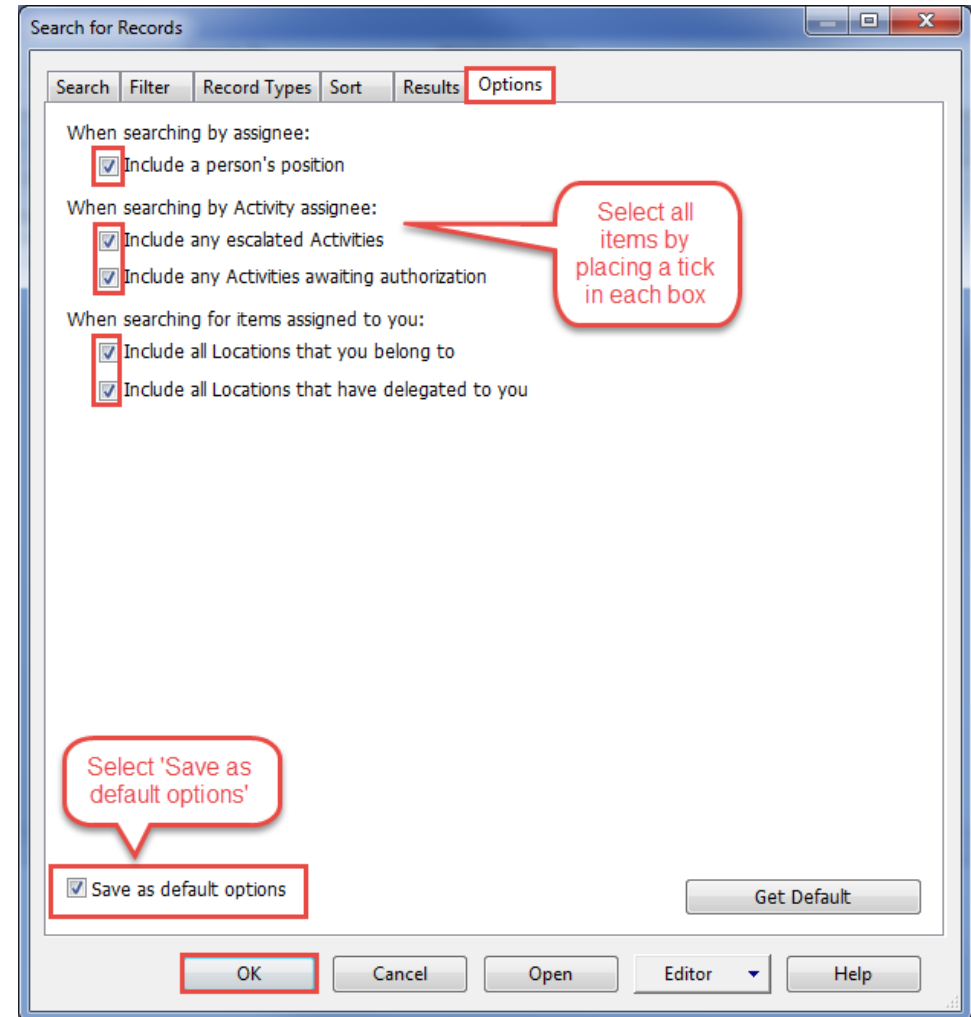 Search for Records
Search Filter Record Types Sort Results Options
When searching by assignee:
Include a person's position
When searching by Activity assignee:
Include any escalated Activities
Include any Activities awaiting authorization
Select all
items by
placing a tick
in each box
When searching for items assigned to you:
Include all Locations that you belong to
Include all Locations that have delegated to you
Select 'Save as
default options'
Save as default options
Get Default
OK Cancel Open Editor Help